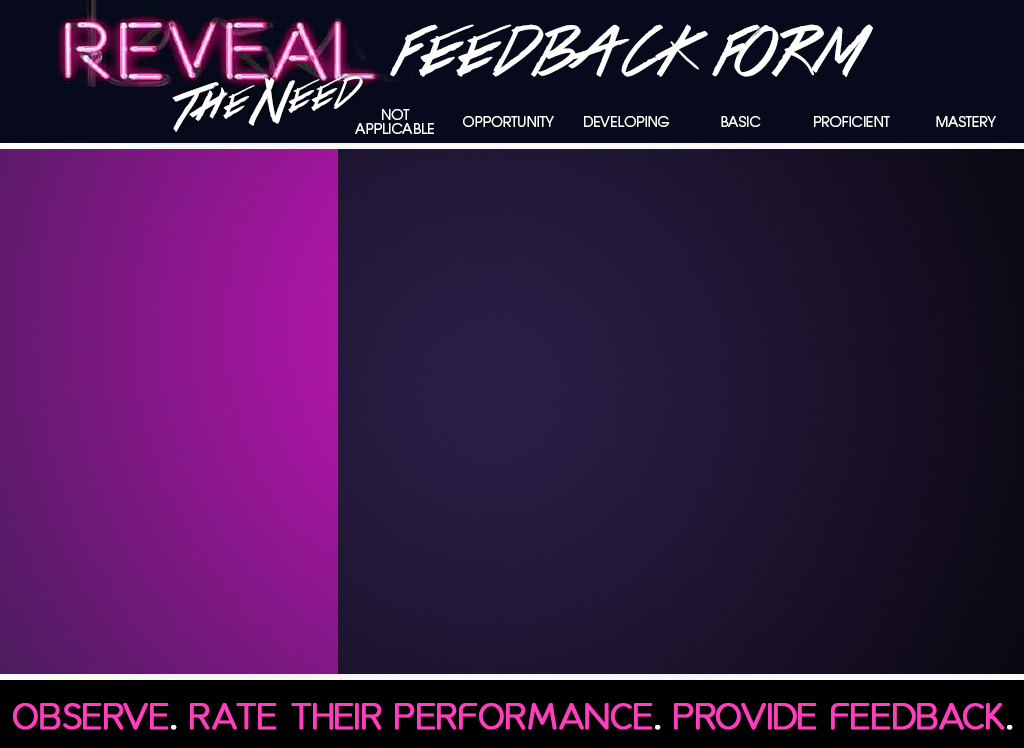 REVEAL FEEDBACK FORM
THE NEED
NOT APPLICABLE OPPORTUNITY DEVELOPING BASIC PROFICIENT MASTERY
OBSERVE. RATE THEIR PERFORMANCE. PROVIDE FEEDBACK.